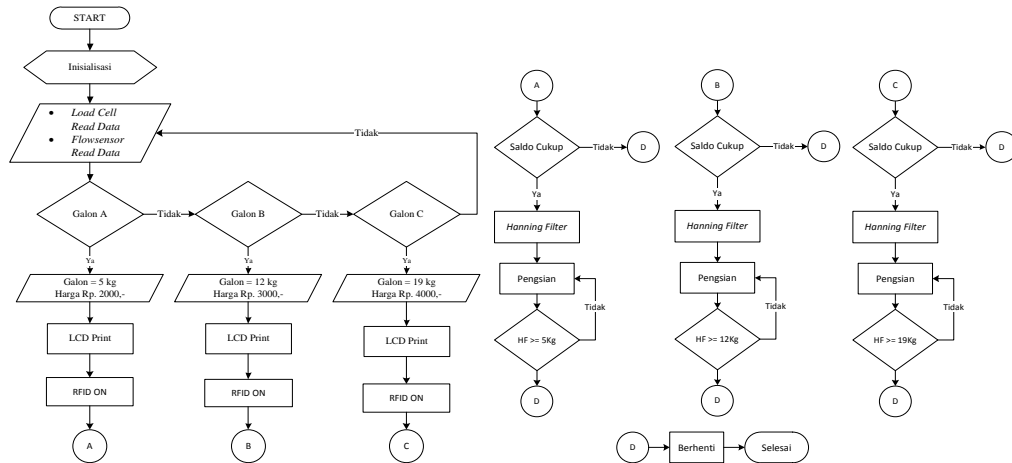 START
Inisialisasi
• Load Cell
Read Data
• Flowsensor
Read Data
Tidak
Galon A
Tidak
Galon B
Tidak
Galon C
Ya
Ya
Ya
Galon = 5 kg
Harga Rp. 2000,-
Galon = 12 kg
Harga Rp. 3000,-
Galon = 19 kg
Harga Rp. 4000,-
LCD Print
LCD Print
LCD Print
RFID ON
RFID ON
RFID ON
A
B
C
A
Saldo Cukup
Tidak
D
Ya
Hanning Filter
Pengsian
Tidak
HF >= 5Kg
D
B
Saldo Cukup
Tidak
D
Ya
Hanning Filter
Pengsian
Tidak
HF >= 12Kg
D
C
Saldo Cukup
Tidak
D
Ya
Hanning Filter
Pengsian
Tidak
HF >= 19Kg
D
D
Berhenti
Selesai